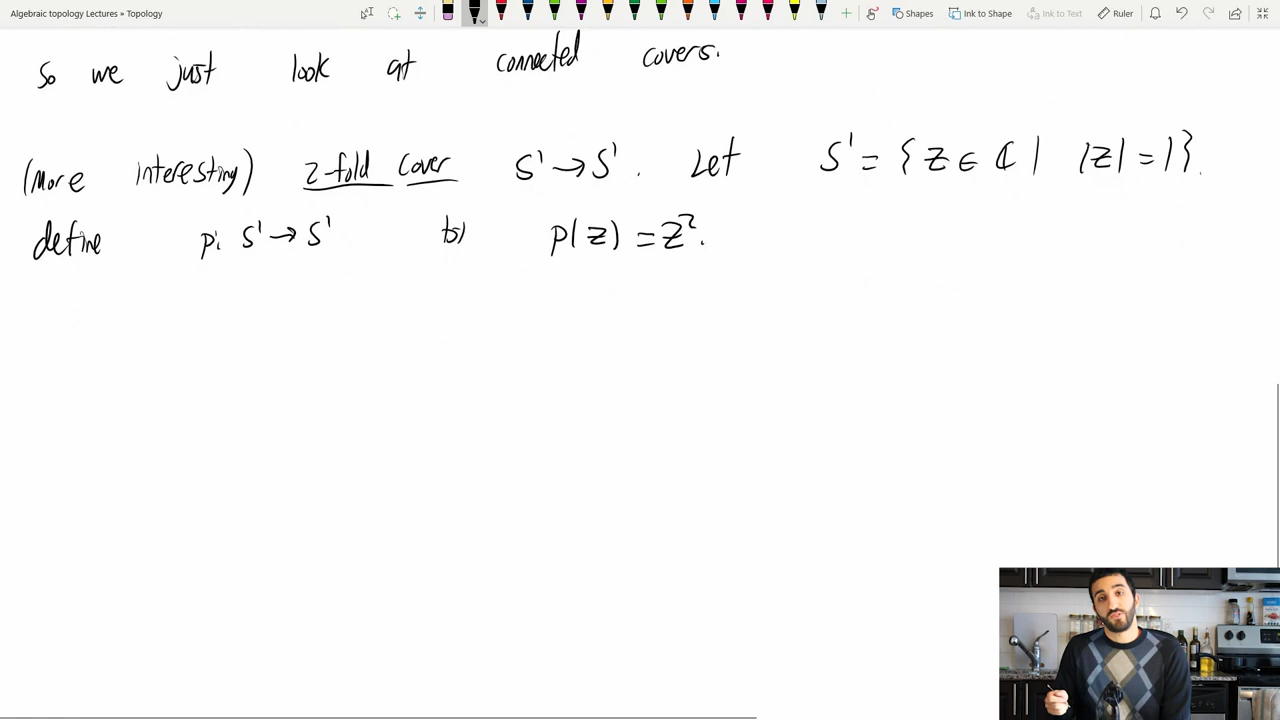 Algebraic topology Lectures ▪ Topology
Shapes
Ink to Shape
Ink to Text
Ruler
So we just look at connected covers.
(more interesting) 2-fold cover S¹ → S¹. Let S¹ = {z ∈ ℂ | |z| = 1}.
define p: S¹ → S¹ by p(z) = z².